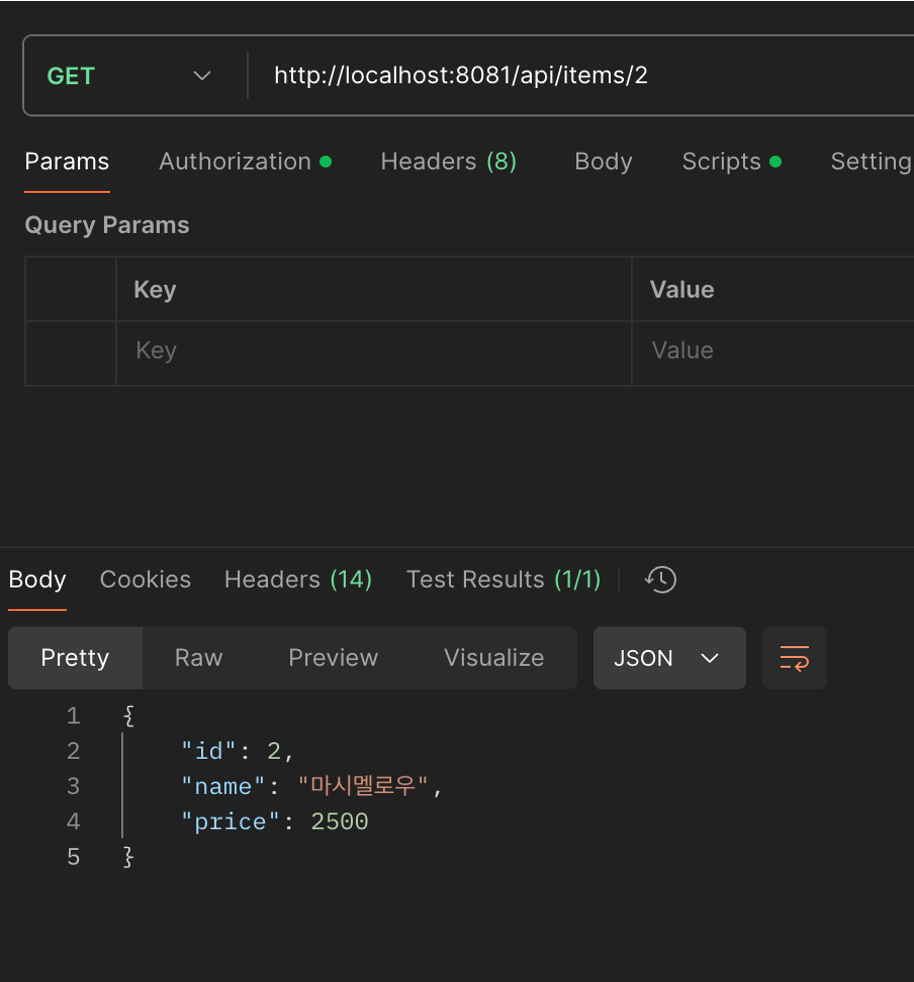 GET http://localhost:8081/api/items/2
Params Authorization Headers (8) Body Scripts Setting
Query Params
Key Value
Key Value
Body Cookies Headers (14) Test Results (1/1)
Pretty Raw Preview Visualize JSON
1 {
2 "id": 2,
3 "name": "마시멜로우",
4 "price": 2500
5 }